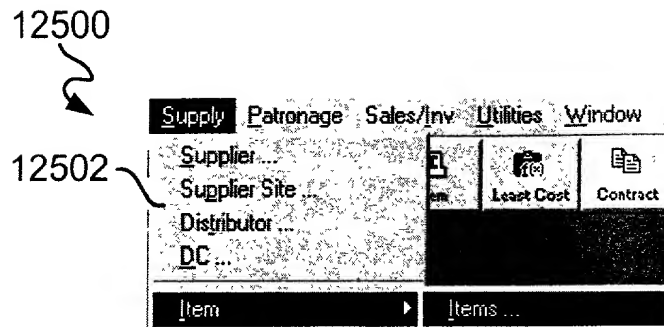 12500
Supply Patronage Sales/Inv Utilities Window
12502
Supplier ...
Supplier Site ...
Distributor ...
DC ...
Least Cost Contract
Item Items ...